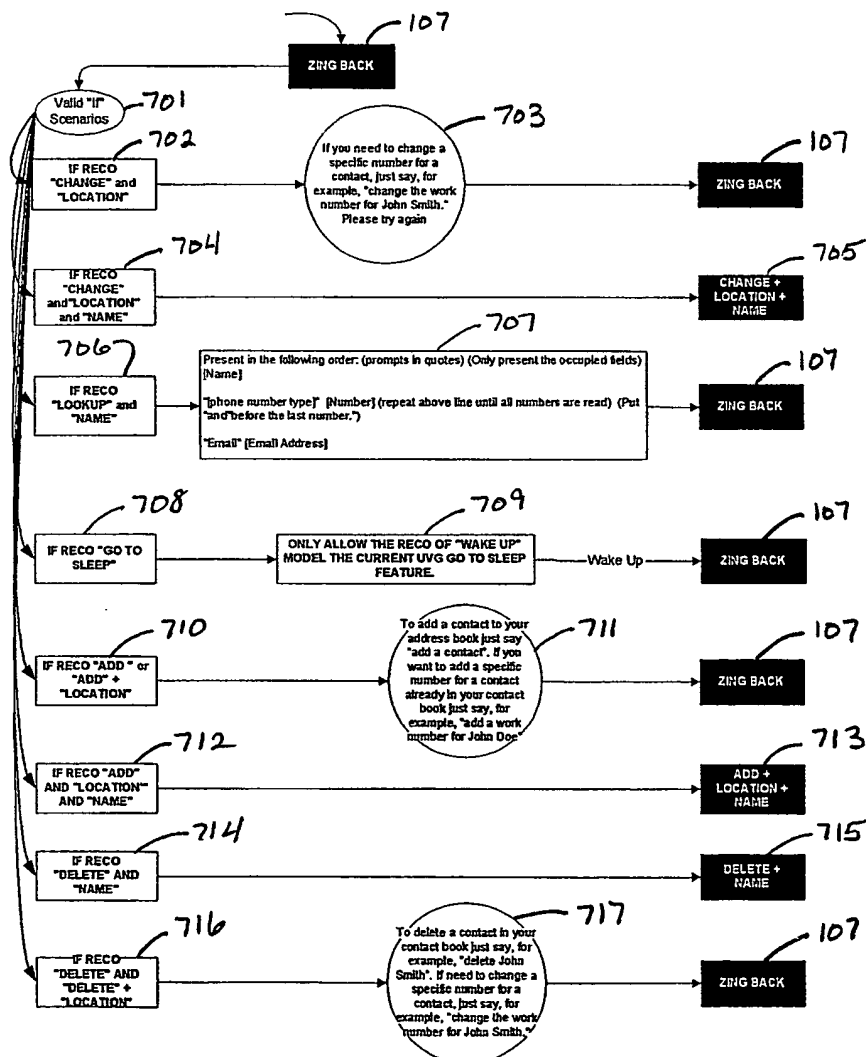 107
ZING BACK
Valid "If"
Scenarios
701
702
IF RECO
"CHANGE" and
"LOCATION"
703
If you need to change a
specific number for a
contact, just say, for
example, "change the work
number for John Smith."
Please try again
107
ZING BACK
704
IF RECO
"CHANGE"
and"LOCATION"
and "NAME"
705
CHANGE +
LOCATION +
NAME
706
IF RECO
"LOOKUP" and
"NAME"
707
Present in the following order: (prompts in quotes) (Only present the occupied fields)
[Name]
"[phone number type]" [Number] (repeat above line until all numbers are read) (Put
"and"before the last number.")
"Email" [Email Address]
107
ZING BACK
708
IF RECO "GO TO
SLEEP"
709
ONLY ALLOW THE RECO OF "WAKE UP"
MODEL THE CURRENT UVG GO TO SLEEP
FEATURE.
Wake Up
107
ZING BACK
710
IF RECO "ADD " or
"ADD" +
"LOCATION"
711
To add a contact to your
address book just say
"add a contact". If you
want to add a specific
number for a contact
already in your contact
book just say, for
example, "add a work
number for John Doe"
107
ZING BACK
712
IF RECO "ADD"
AND "LOCATION"
AND "NAME"
713
ADD +
LOCATION +
NAME
714
IF RECO
"DELETE" AND
"NAME"
715
DELETE +
NAME
716
IF RECO
"DELETE" AND
"DELETE" +
"LOCATION"
717
To delete a contact in your
contact book just say, for
example, "delete John
Smith". If need to change a
specific number for a
contact, just say, for
example, "change the work
number for John Smith."
107
ZING BACK